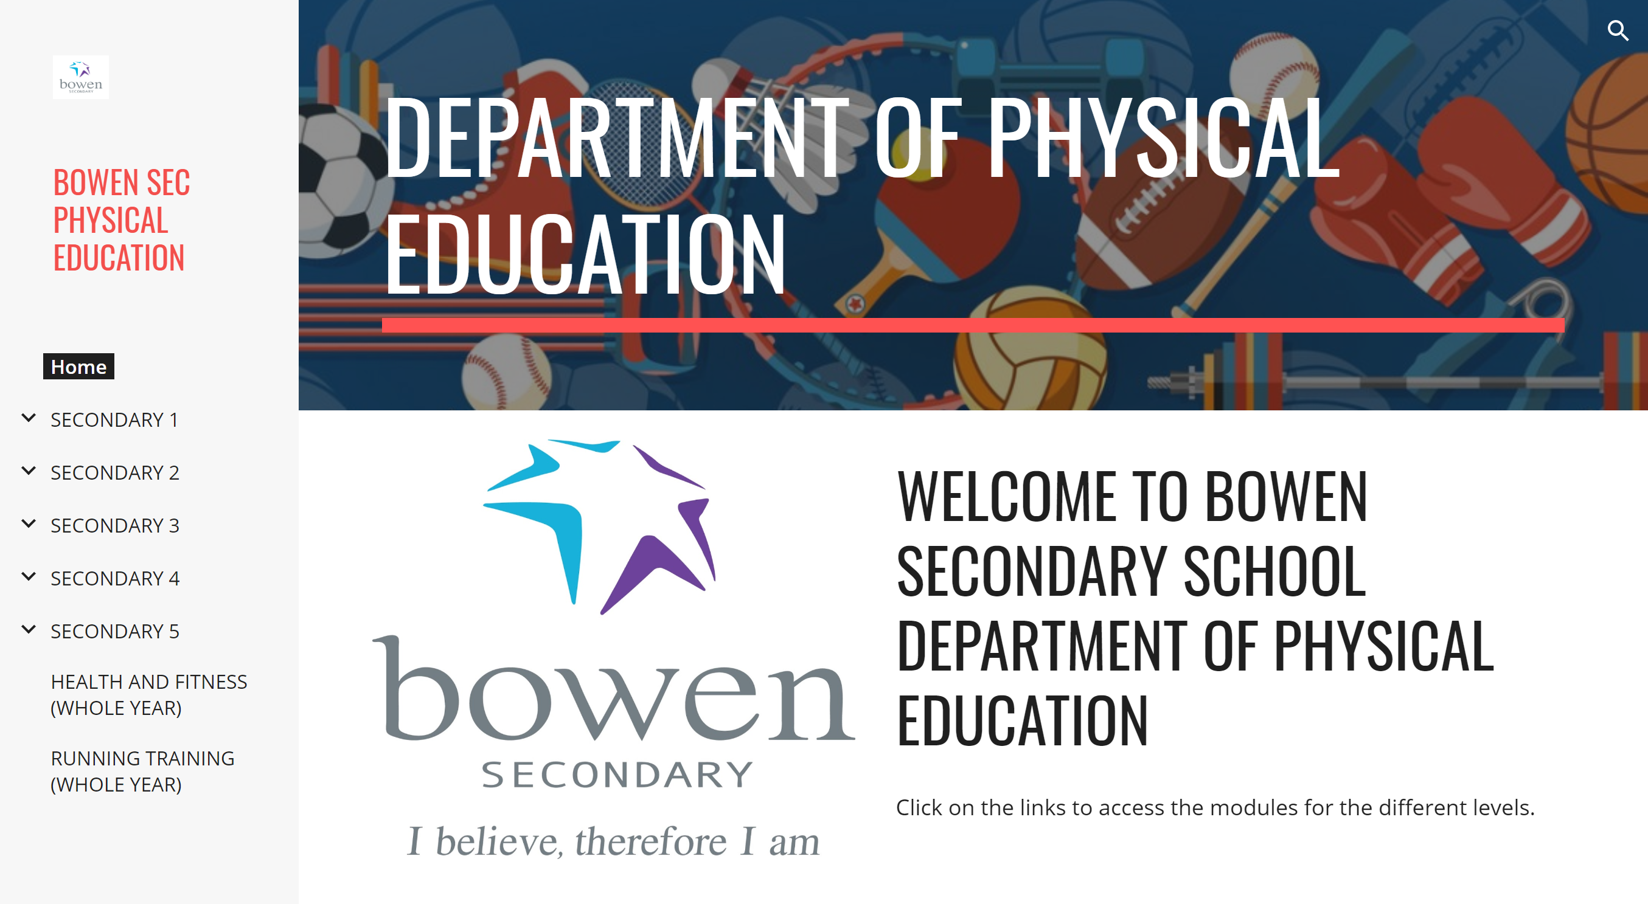 bowen
SECONDARY
BOWEN SEC
PHYSICAL
EDUCATION
Home
SECONDARY 1
SECONDARY 2
SECONDARY 3
SECONDARY 4
SECONDARY 5
HEALTH AND FITNESS
(WHOLE YEAR)
RUNNING TRAINING
(WHOLE YEAR)
DEPARTMENT OF PHYSICAL
EDUCATION
bowen
SECONDARY
I believe, therefore I am
WELCOME TO BOWEN
SECONDARY SCHOOL
DEPARTMENT OF PHYSICAL
EDUCATION
Click on the links to access the modules for the different levels.